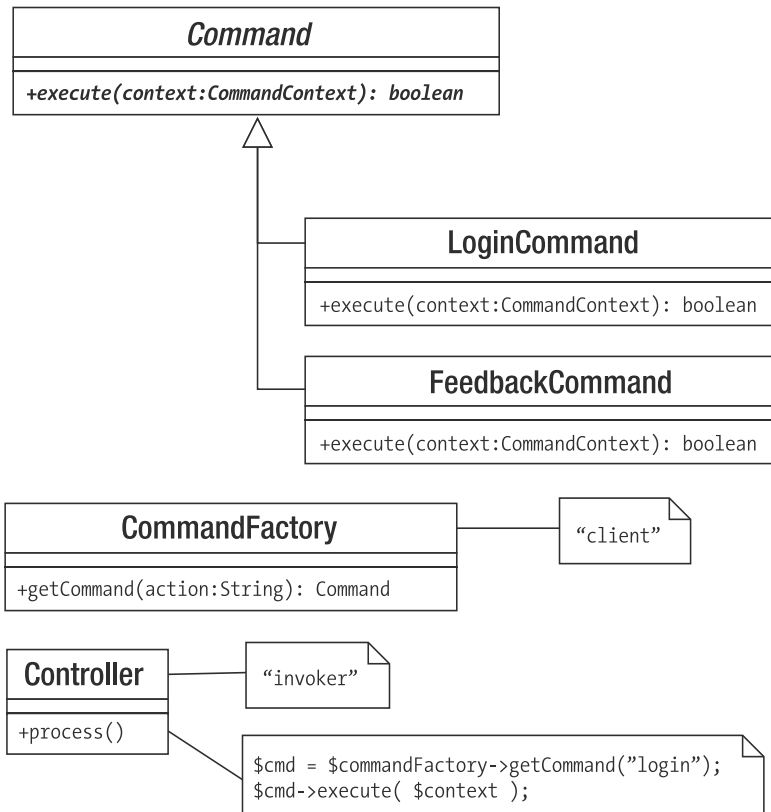 Command
+execute(context:CommandContext): boolean
LoginCommand
+execute(context:CommandContext): boolean
FeedbackCommand
+execute(context:CommandContext): boolean
CommandFactory
+getCommand(action:String): Command
“client”
Controller
+process()
“invoker”
$cmd = $commandFactory->getCommand(”login”);
$cmd->execute( $context );